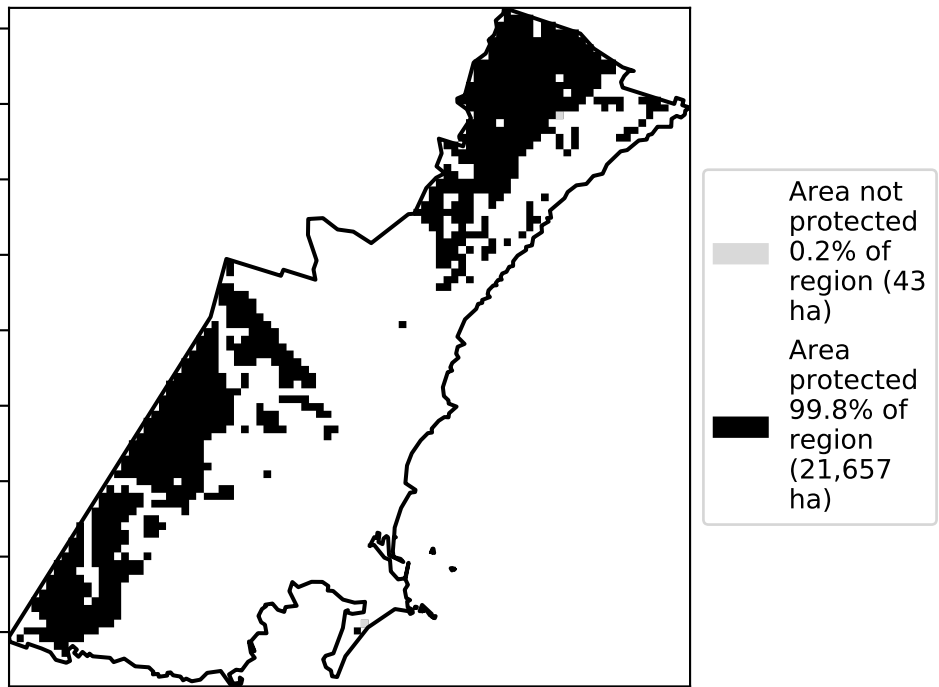 Area not
protected
0.2% of
region (43
ha)
Area
protected
99.8% of
region
(21,657
ha)